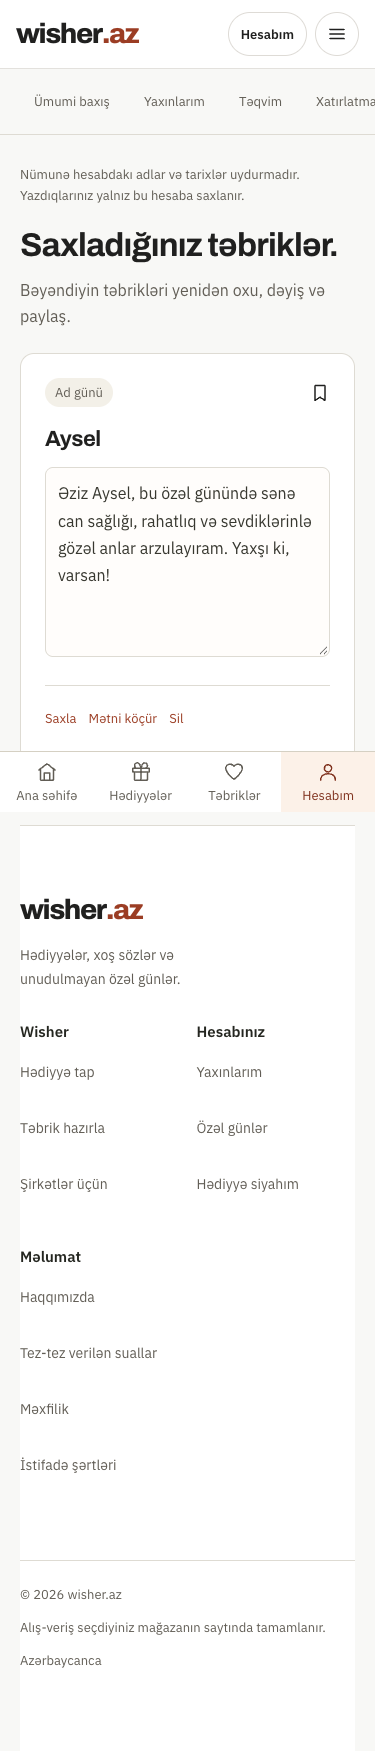 wisher.az
Hesabım
Ümumi baxış Yaxınlarım Təqvim Xatırlatma
Nümunə hesabdakı adlar və tarixlər uydurmadır.
Yazdıqlarınız yalnız bu hesaba saxlanır.
Saxladığınız təbriklər.
Bəyəndiyin təbrikləri yenidən oxu, dəyiş və
paylaş.
Ad günü
Aysel
Əziz Aysel, bu özəl günündə sənə
can sağlığı, rahatlıq və sevdiklərinlə
gözəl anlar arzulayıram. Yaxşı ki,
varsan!
Saxla Mətni köçür Sil
Ana səhifə Hədiyyələr Təbriklər Hesabım
wisher.az
Hədiyyələr, xoş sözlər və
unudulmayan özəl günlər.
Wisher
Hədiyyə tap
Təbrik hazırla
Şirkətlər üçün
Hesabınız
Yaxınlarım
Özəl günlər
Hədiyyə siyahım
Məlumat
Haqqımızda
Tez-tez verilən suallar
Məxfilik
İstifadə şərtləri
© 2026 wisher.az
Alış-veriş seçdiyiniz mağazanın saytında tamamlanır.
Azərbaycanca